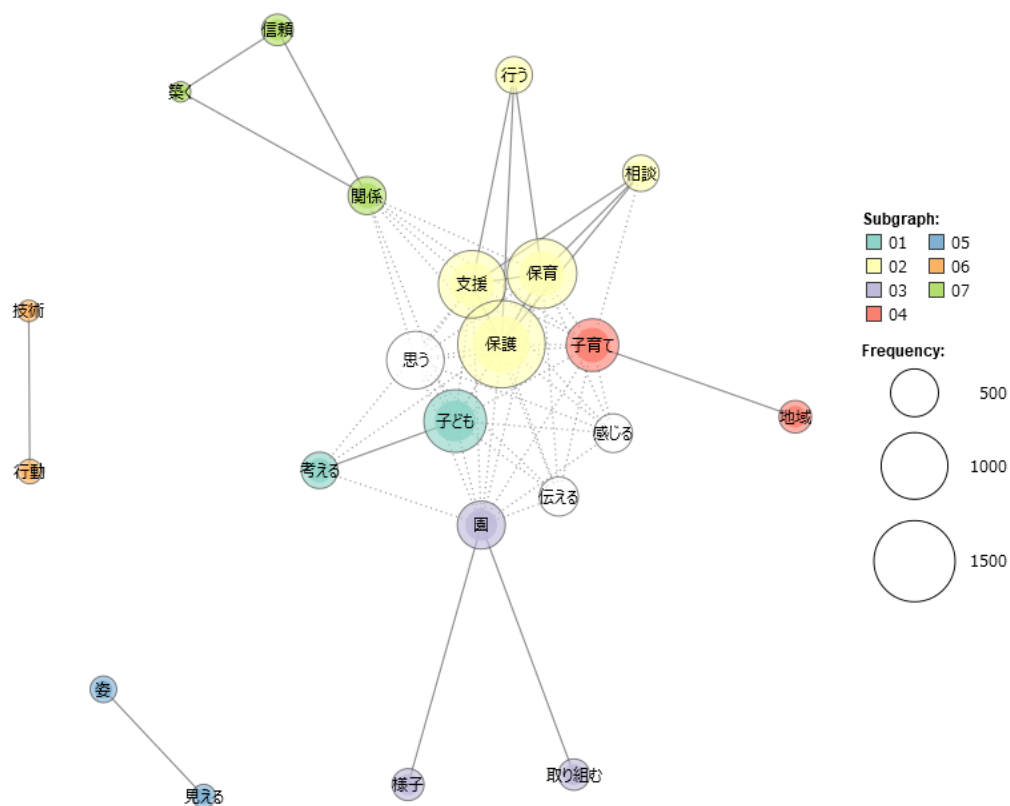 信頼
築く
行う
相談
関係
Subgraph:
01 05
02 06
03 07
04
支援
保育
技術
保護
子育て
思う
Frequency:
500
子ども
地域
感じる
1000
考える
行動
伝える
園
1500
姿
様子
取り組む
見える